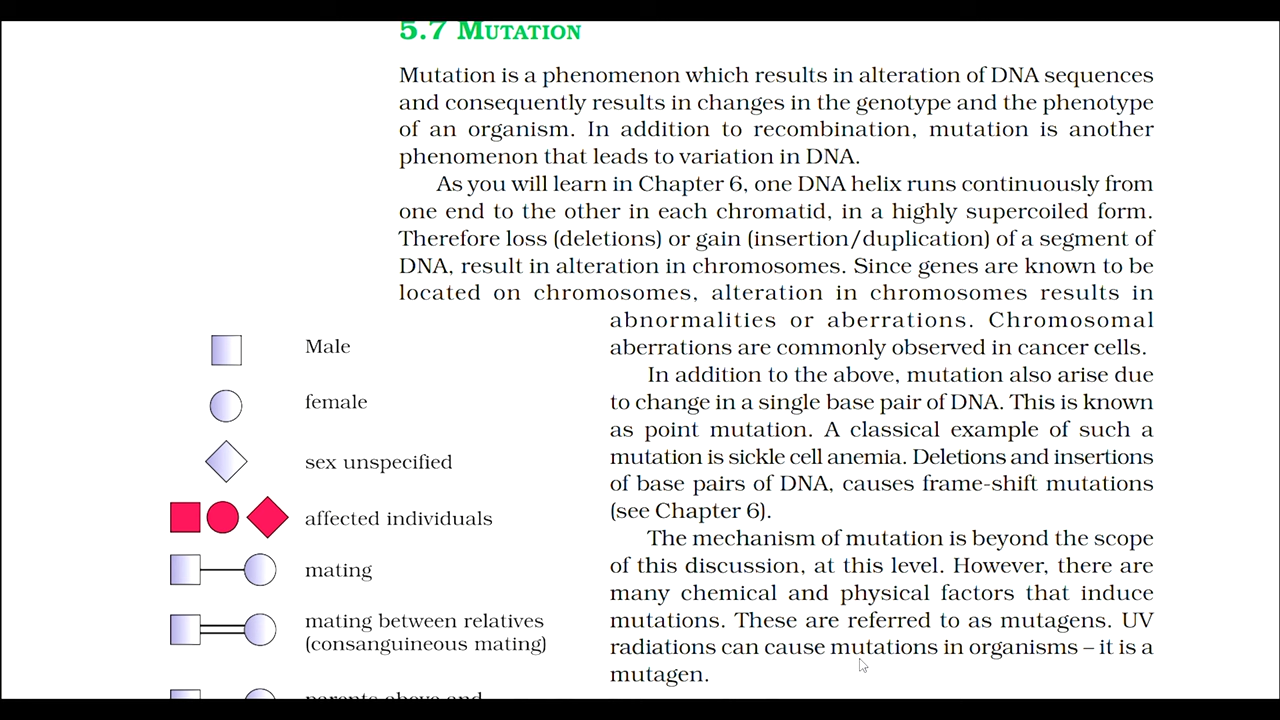 5.7 MUTATION
Mutation is a phenomenon which results in alteration of DNA sequences
and consequently results in changes in the genotype and the phenotype
of an organism. In addition to recombination, mutation is another
phenomenon that leads to variation in DNA.
As you will learn in Chapter 6, one DNA helix runs continuously from
one end to the other in each chromatid, in a highly supercoiled form.
Therefore loss (deletions) or gain (insertion/duplication) of a segment of
DNA, result in alteration in chromosomes. Since genes are known to be
located on chromosomes, alteration in chromosomes results in
abnormalities or aberrations. Chromosomal
aberrations are commonly observed in cancer cells.
In addition to the above, mutation also arise due
to change in a single base pair of DNA. This is known
as point mutation. A classical example of such a
mutation is sickle cell anemia. Deletions and insertions
of base pairs of DNA, causes frame-shift mutations
(see Chapter 6).
The mechanism of mutation is beyond the scope
of this discussion, at this level. However, there are
many chemical and physical factors that induce
mutations. These are referred to as mutagens. UV
radiations can cause mutations in organisms – it is a
mutagen.
Male
female
sex unspecified
affected individuals
mating
mating between relatives
(consanguineous mating)
parents above and